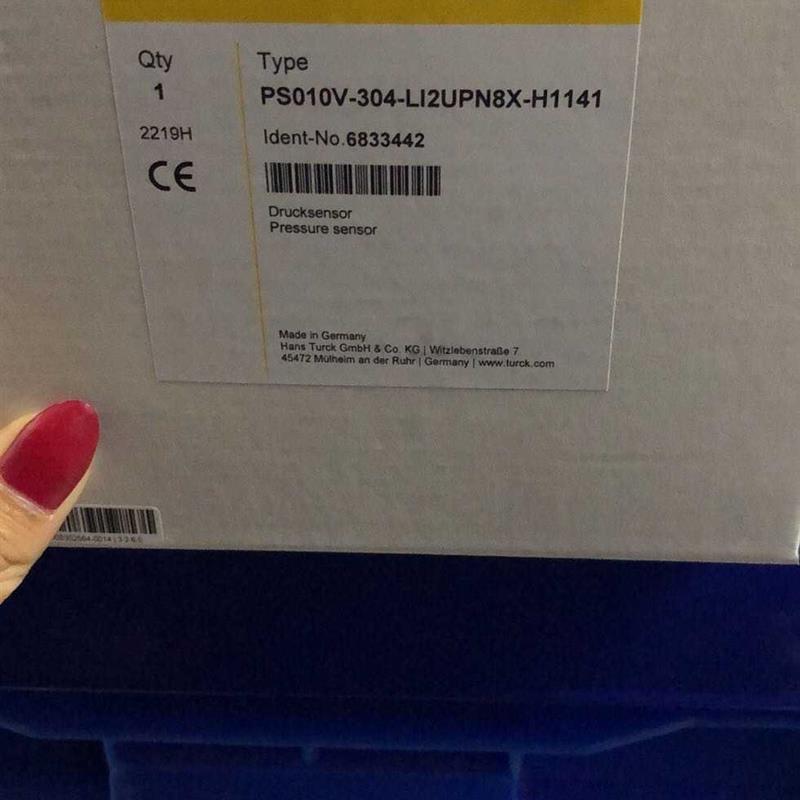 Qty
1
2219H
CE
Type
PS010V-304-LI2UPN8X-H1141
Ident-No.6833442
Drucksensor
Pressure sensor
Made in Germany
Hans Turck GmbH & Co. KG | Witzlebenstraße 7
45472 Mülheim an der Ruhr | Germany | www.turck.com